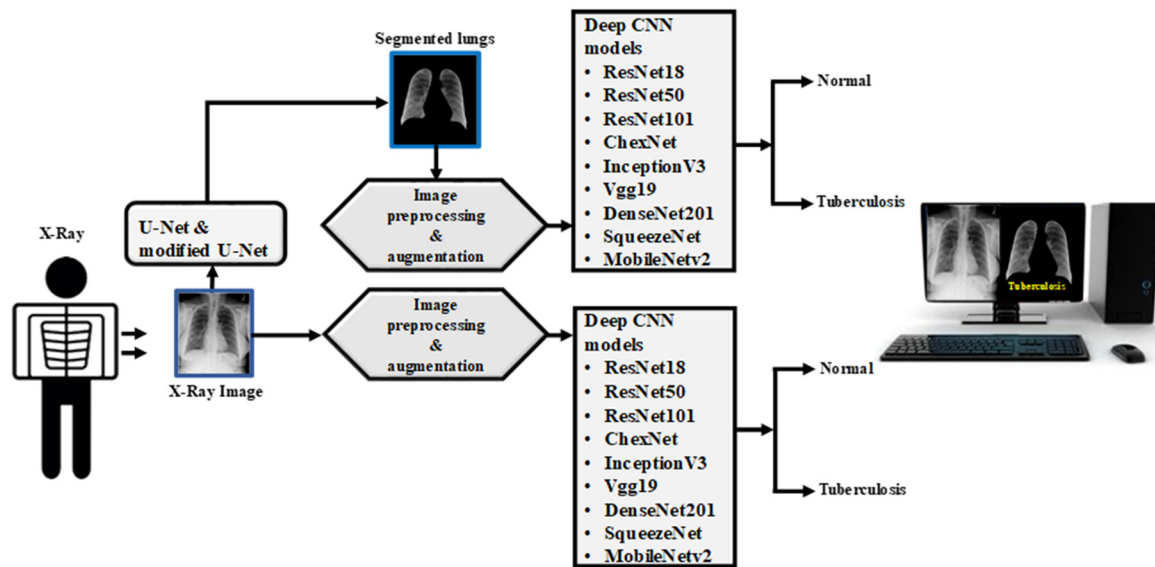 Segmented lungs
Deep CNN
models
• ResNet18
• ResNet50
• ResNet101
• ChexNet
• InceptionV3
• Vgg19
• DenseNet201
• SqueezeNet
• MobileNetv2
Normal
Tuberculosis
Image
preprocessing
&
augmentation
U-Net &
modified U-Net
X-Ray
X-Ray Image
Image
preprocessing
&
augmentation
Deep CNN
models
• ResNet18
• ResNet50
• ResNet101
• ChexNet
• InceptionV3
• Vgg19
• DenseNet201
• SqueezeNet
• MobileNetv2
Normal
Tuberculosis
Tuberculosis